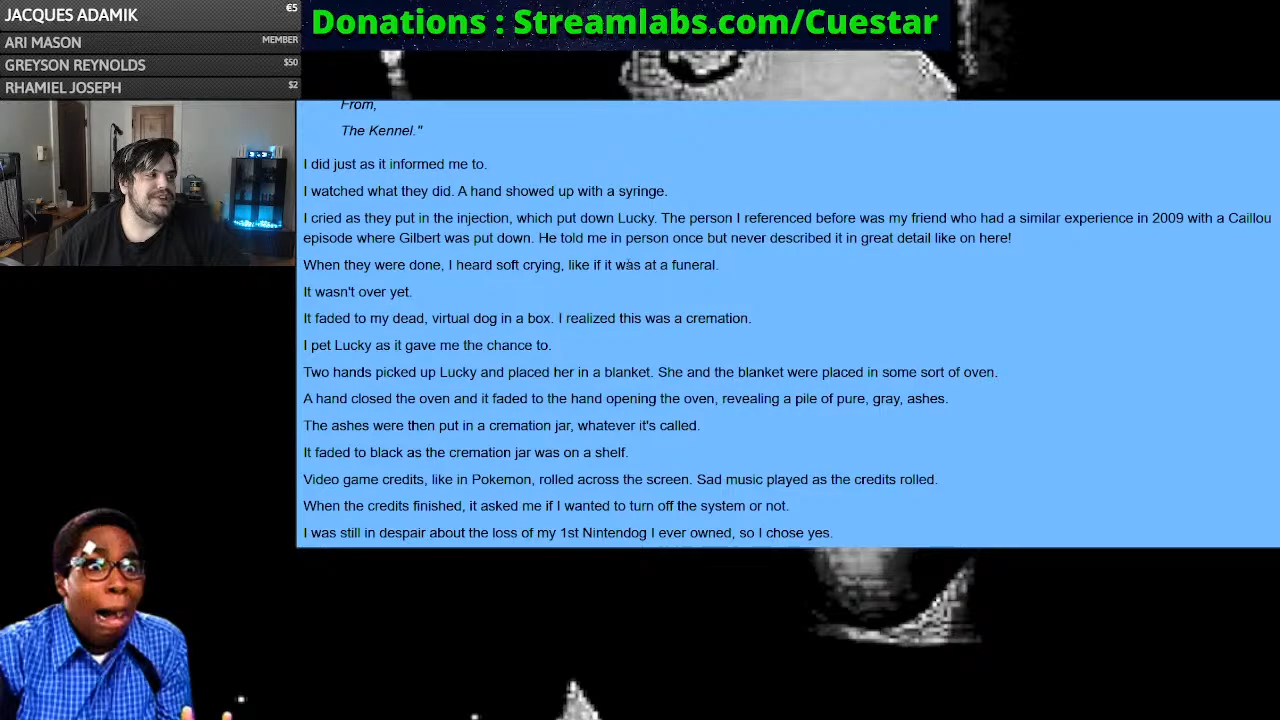 JACQUES ADAMIK €5
ARI MASON MEMBER
GREYSON REYNOLDS $50
RHAMIEL JOSEPH $2
Donations : Streamlabs.com/Cuestar
From,
The Kennel."
I did just as it informed me to.
I watched what they did. A hand showed up with a syringe.
I cried as they put in the injection, which put down Lucky. The person I referenced before was my friend who had a similar experience in 2009 with a Caillou
episode where Gilbert was put down. He told me in person once but never described it in great detail like on here!
When they were done, I heard soft crying, like if it was at a funeral.
It wasn't over yet.
It faded to my dead, virtual dog in a box. I realized this was a cremation.
I pet Lucky as it gave me the chance to.
Two hands picked up Lucky and placed her in a blanket. She and the blanket were placed in some sort of oven.
A hand closed the oven and it faded to the hand opening the oven, revealing a pile of pure, gray, ashes.
The ashes were then put in a cremation jar, whatever it's called.
It faded to black as the cremation jar was on a shelf.
Video game credits, like in Pokemon, rolled across the screen. Sad music played as the credits rolled.
When the credits finished, it asked me if I wanted to turn off the system or not.
I was still in despair about the loss of my 1st Nintendog I ever owned, so I chose yes.